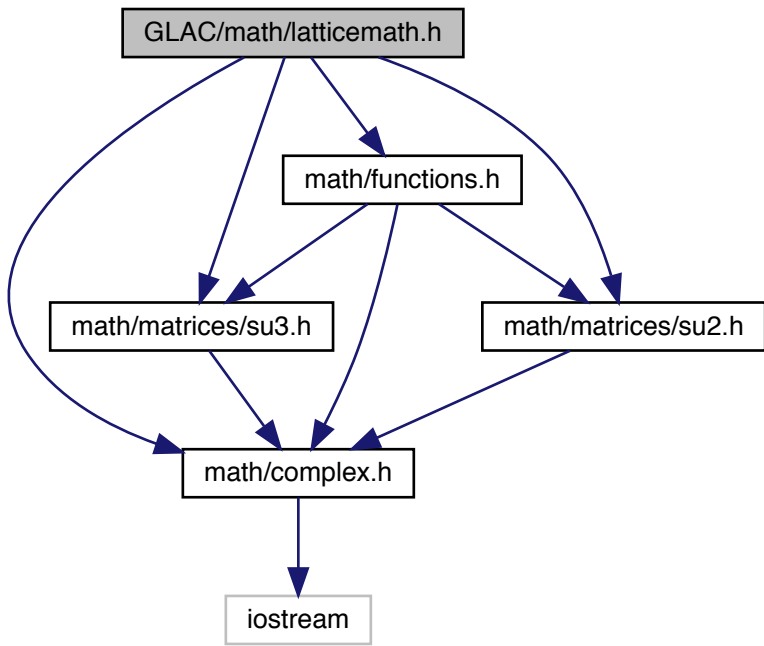 GLAC/math/latticemath.h
math/functions.h
math/matrices/su3.h
math/matrices/su2.h
math/complex.h
iostream